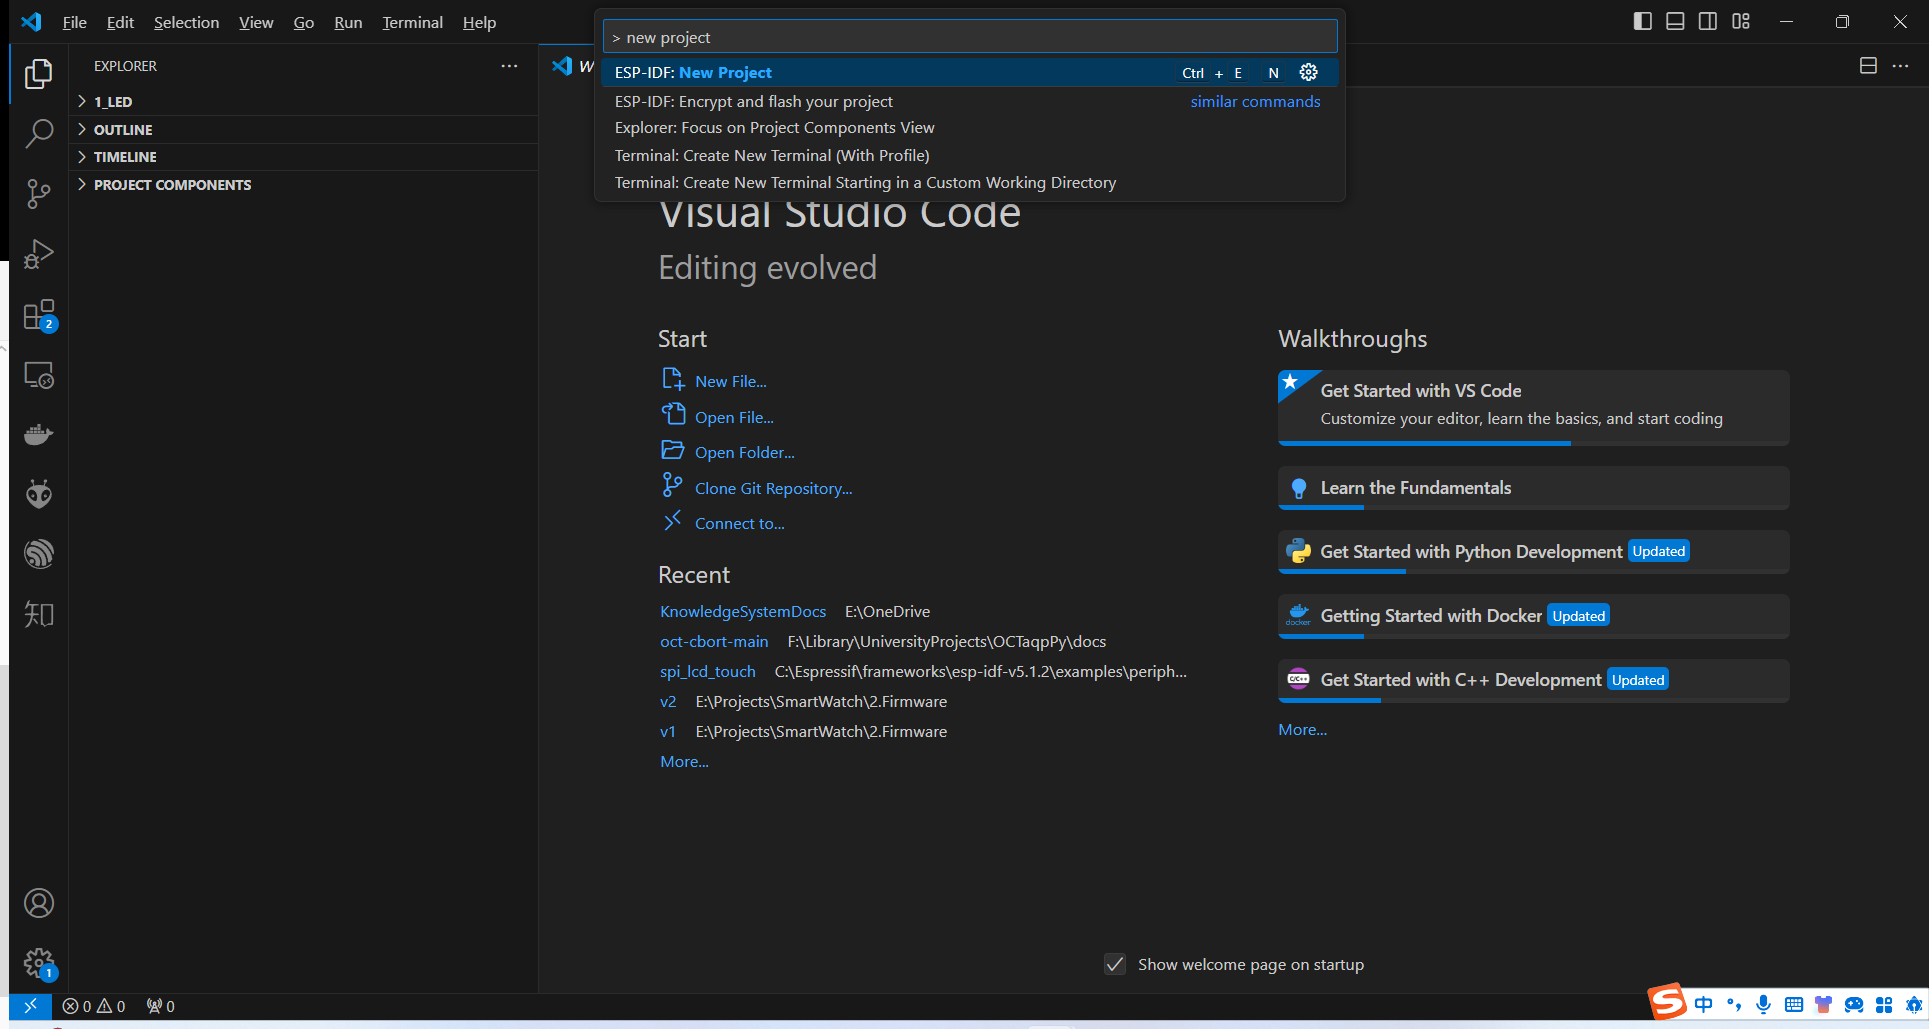 File Edit Selection View Go Run Terminal Help
> new project
ESP-IDF: New Project Ctrl + E N
ESP-IDF: Encrypt and flash your project similar commands
Explorer: Focus on Project Components View
Terminal: Create New Terminal (With Profile)
Terminal: Create New Terminal Starting in a Custom Working Directory
EXPLORER
1_LED
OUTLINE
TIMELINE
PROJECT COMPONENTS
2
知
1
W
Visual Studio Code
Editing evolved
Start
New File...
Open File...
Open Folder...
Clone Git Repository...
Connect to...
Recent
KnowledgeSystemDocs E:\OneDrive
oct-cbort-main F:\Library\UniversityProjects\OCTaqpPy\docs
spi_lcd_touch C:\Espressif\frameworks\esp-idf-v5.1.2\examples\periph...
v2 E:\Projects\SmartWatch\2.Firmware
v1 E:\Projects\SmartWatch\2.Firmware
More...
Walkthroughs
Get Started with VS Code
Customize your editor, learn the basics, and start coding
Learn the Fundamentals
Get Started with Python Development Updated
docker
Getting Started with Docker Updated
C/C++
Get Started with C++ Development Updated
More...
Show welcome page on startup
0 0 0
S 中 °,